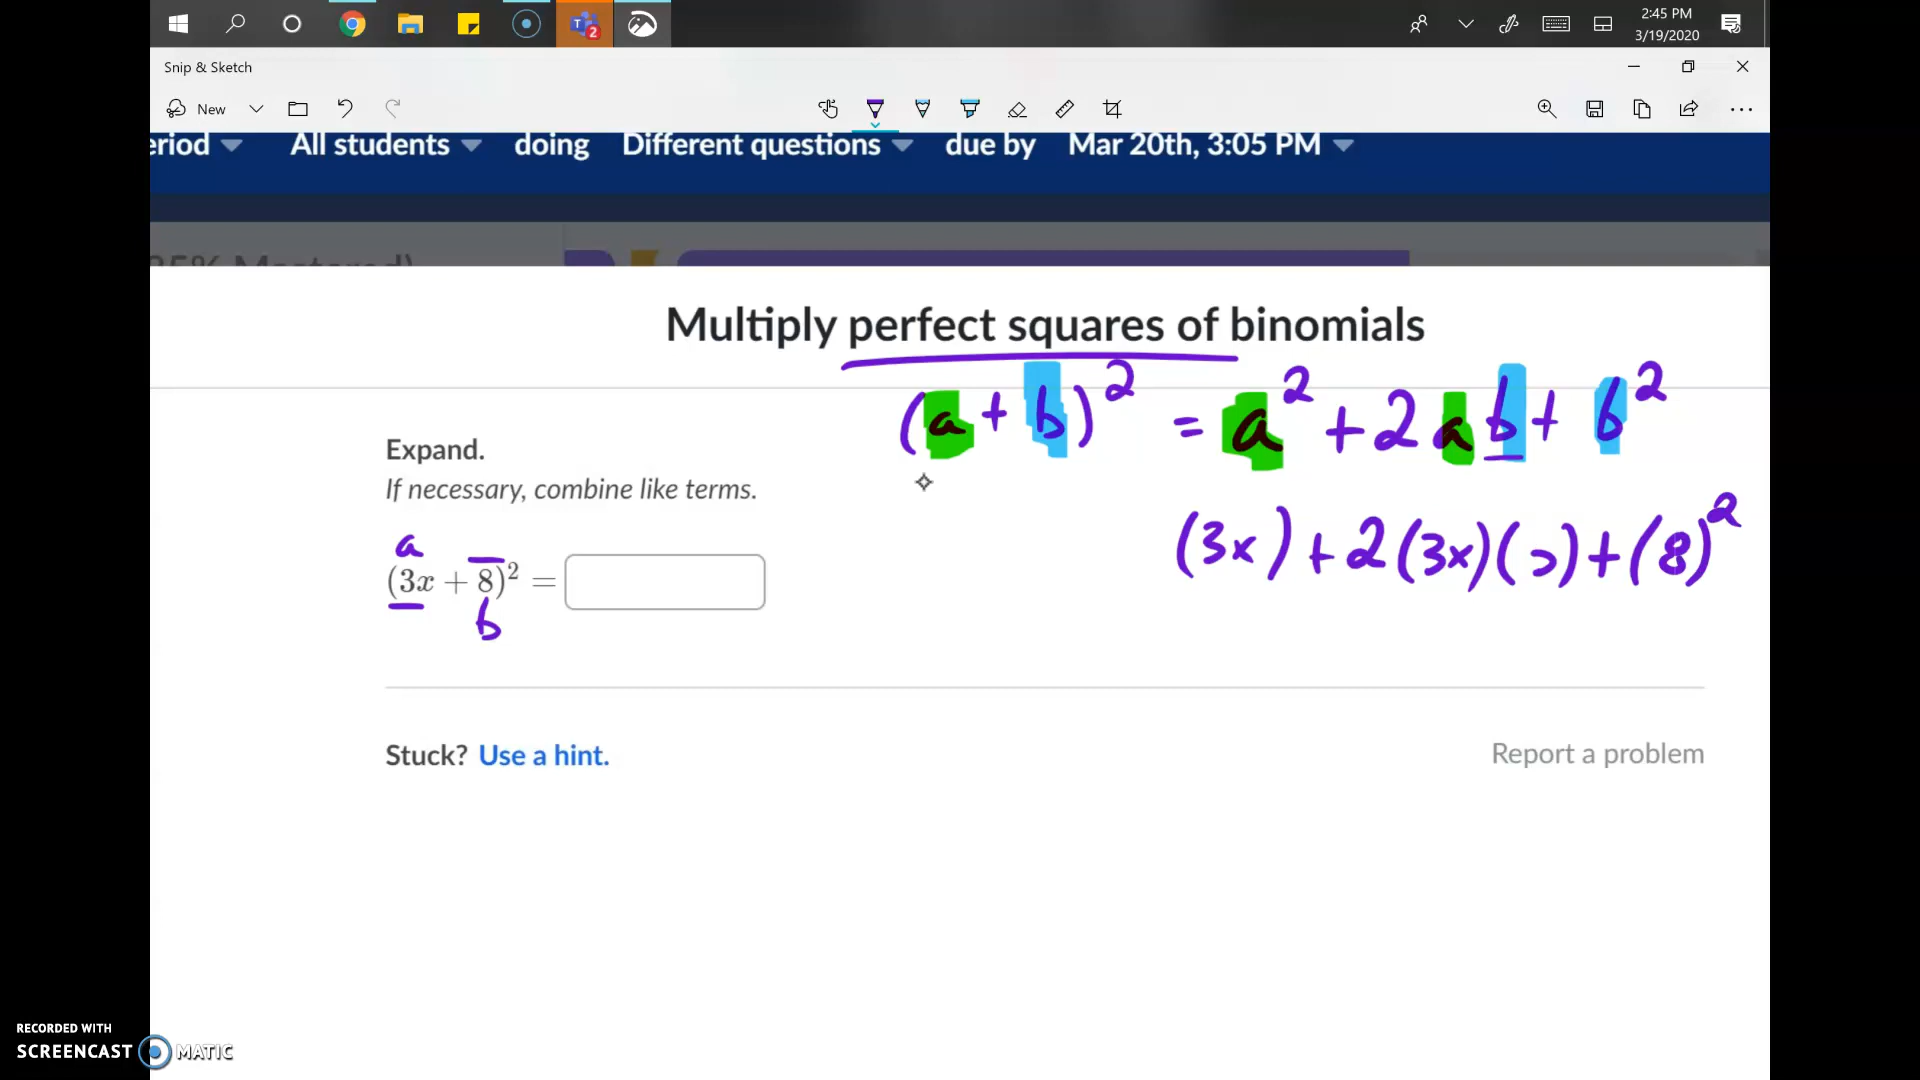 2:45 PM
3/19/2020
2
Snip & Sketch
New
eriod All students doing Different questions due by Mar 20th, 3:05 PM
Multiply perfect squares of binomials
(a + b)² = a² + 2ab + b²
Expand.
If necessary, combine like terms.
(3x) + 2(3x)( ) + (8)²
a
(3x + 8)² =
b
Stuck? Use a hint.
Report a problem
RECORDED WITH
SCREENCAST MATIC